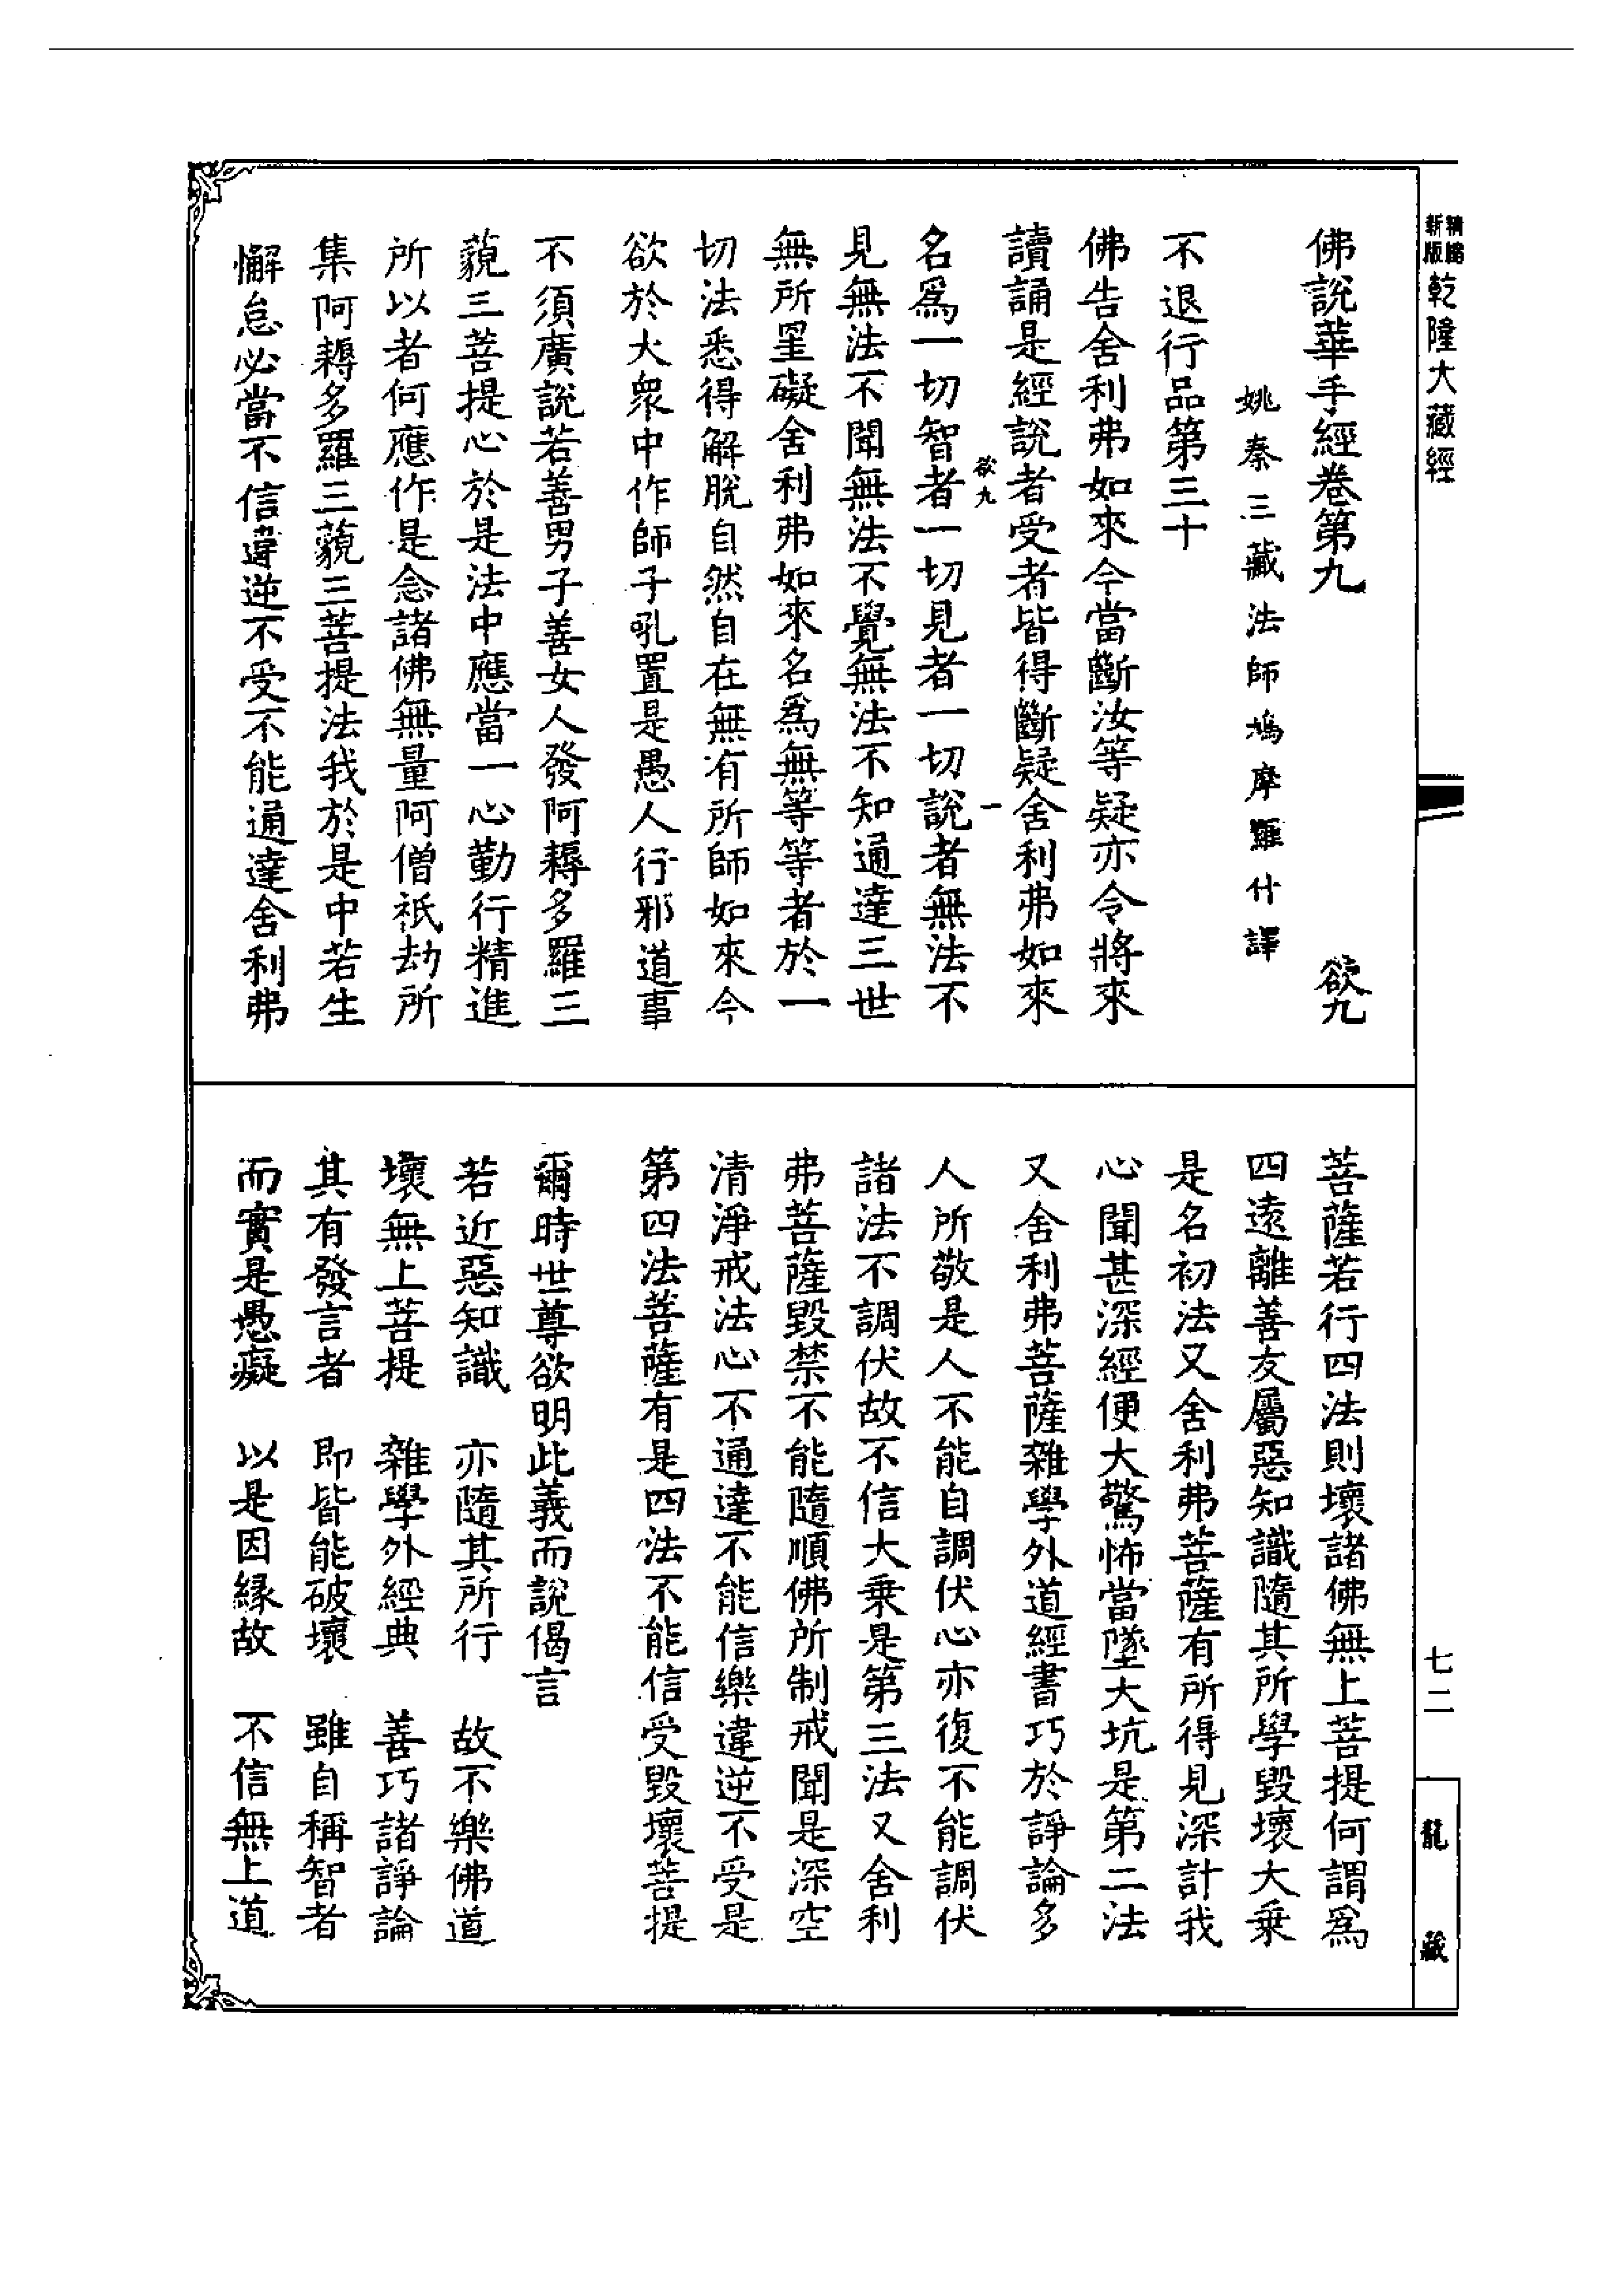 精縮新版乾隆大藏經
七二
龍藏
佛說華手經卷第九　欲九
姚秦三藏法師鳩摩羅什譯
不退行品第三十
佛告舍利弗如來今當斷汝等疑亦令將來
讀誦是經說者受者皆得斷疑舍利弗如來
欲九　一
名爲一切智者一切見者一切說者無法不
見無法不聞無法不覺無法不知通達三世
無所罣礙舍利弗如來名爲無等等者於一
切法悉得解脫自然自在無有所師如來今
欲於大衆中作師子吼置是愚人行邪道事
不須廣說若善男子善女人發阿耨多羅三
藐三菩提心於是法中應當一心勤行精進
所以者何應作是念諸佛無量阿僧祇劫所
集阿耨多羅三藐三菩提法我於是中若生
懈怠必當不信違逆不受不能通達舍利弗
菩薩若行四法則壞諸佛無上菩提何謂爲
四遠離善友屬惡知識隨其所學毀壞大乘
是名初法又舍利弗菩薩有所得見深計我
心聞甚深經便大驚怖當墜大坑是第二法
又舍利弗菩薩雜學外道經書巧於諍論多
人所敬是人不能自調伏心亦復不能調伏
諸法不調伏故不信大乘是第三法又舍利
弗菩薩毀禁不能隨順佛所制戒聞是深空
清淨戒法心不通達不能信樂違逆不受是
第四法菩薩有是四法不能信受毀壞菩提
爾時世尊欲明此義而說偈言
若近惡知識　亦隨其所行　故不樂佛道
壞無上菩提　雜學外經典　善巧諸諍論
其有發言者　即皆能破壞　雖自稱智者
而實是愚癡　以是因緣故　不信無上道